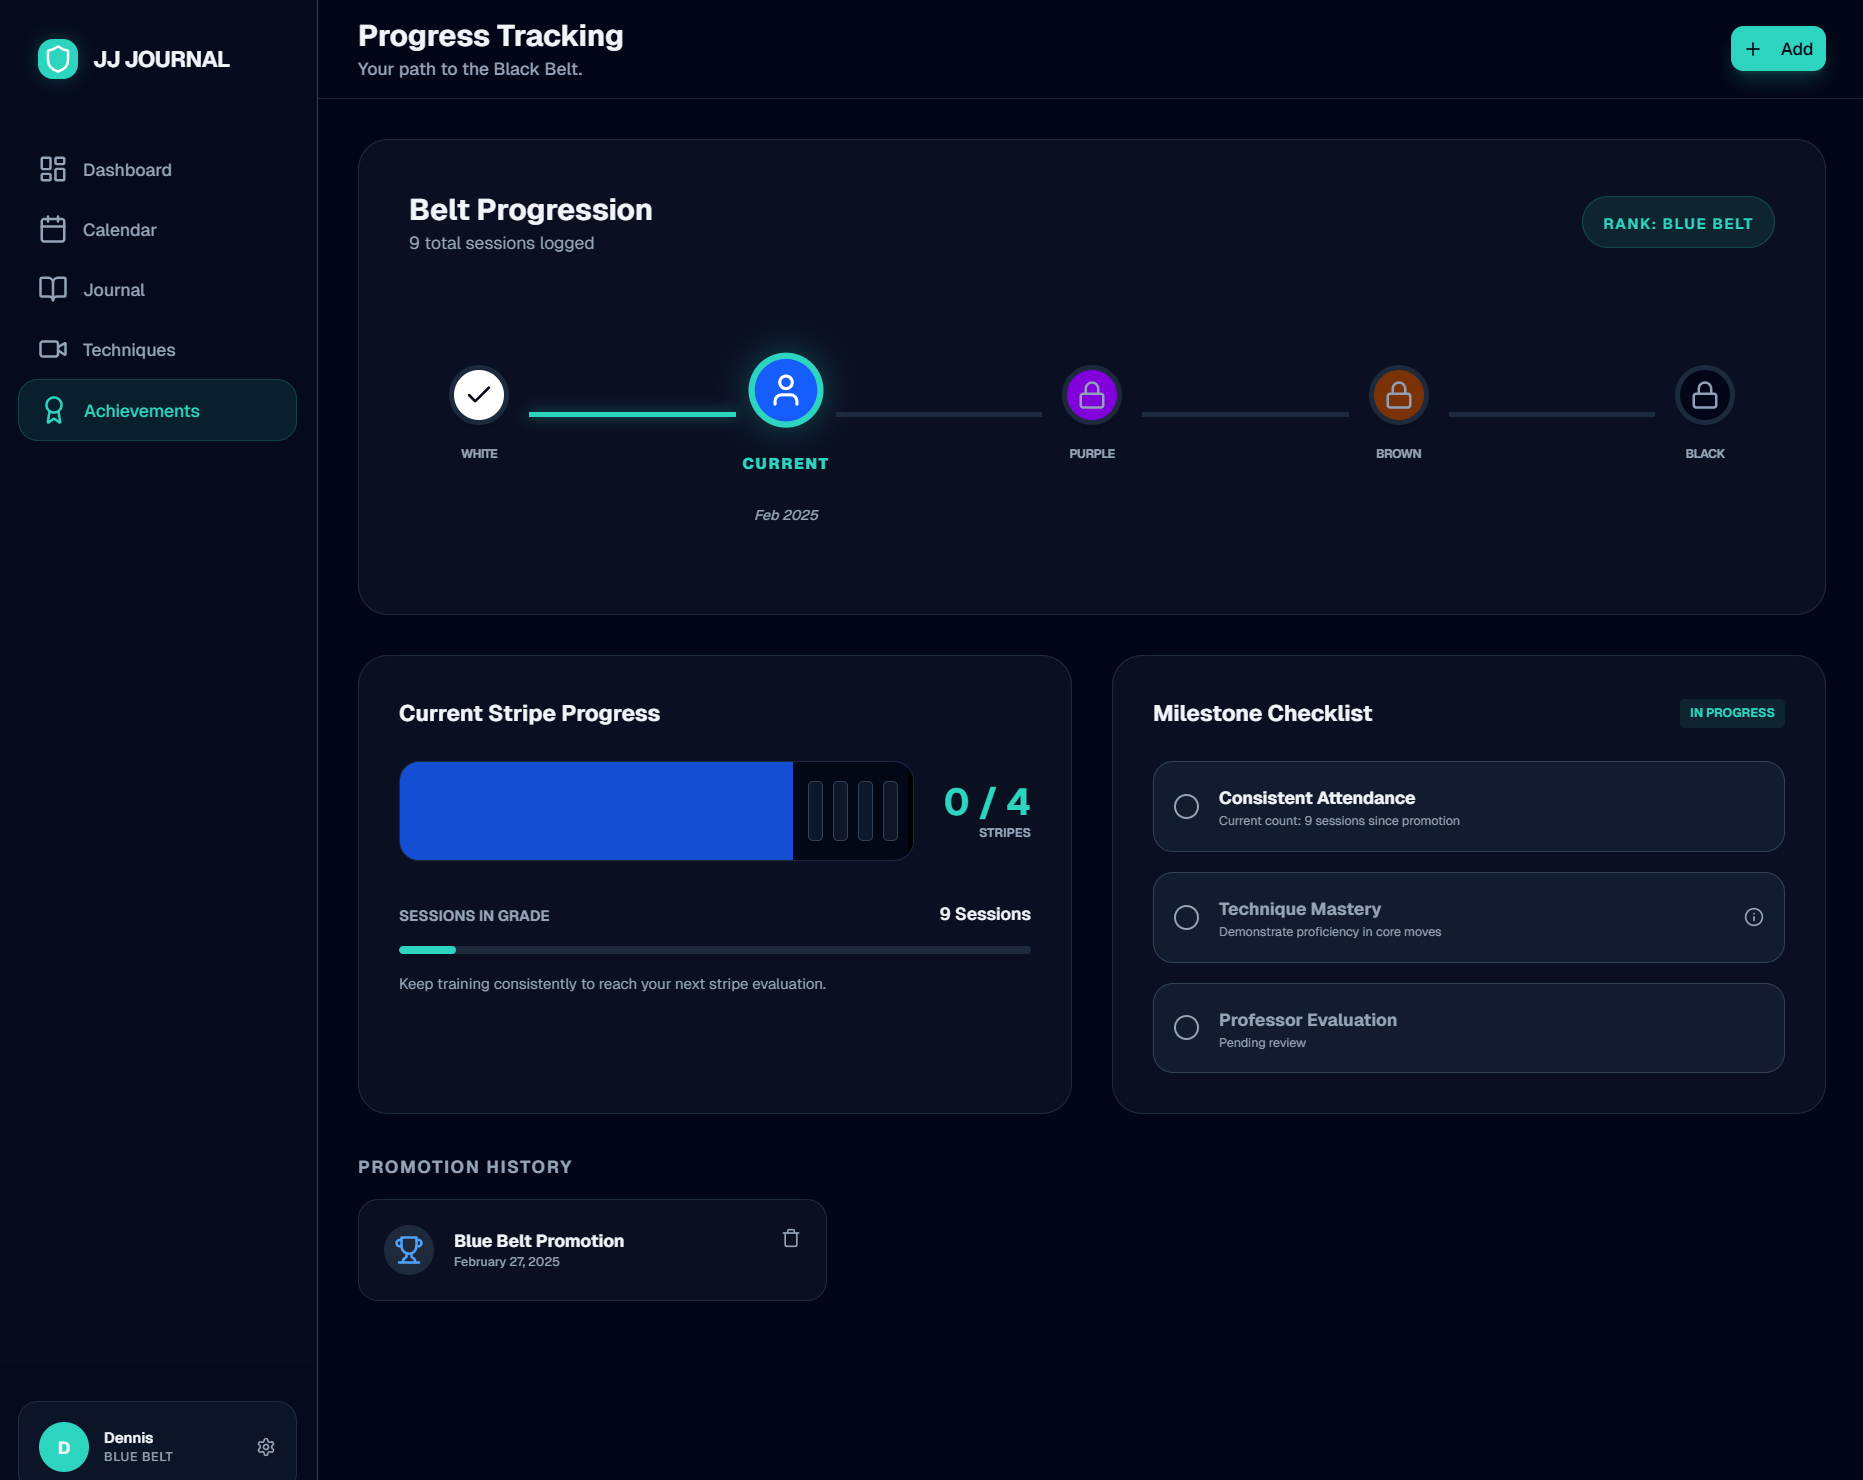 JJ JOURNAL
Dashboard
Calendar
Journal
Techniques
Achievements
Dennis
BLUE BELT
D
Progress Tracking
Your path to the Black Belt.
Add
Belt Progression
9 total sessions logged
RANK: BLUE BELT
WHITE
CURRENT
Feb 2025
PURPLE
BROWN
BLACK
Current Stripe Progress
0 / 4
STRIPES
SESSIONS IN GRADE
9 Sessions
Keep training consistently to reach your next stripe evaluation.
Milestone Checklist
IN PROGRESS
Consistent Attendance
Current count: 9 sessions since promotion
Technique Mastery
Demonstrate proficiency in core moves
Professor Evaluation
Pending review
PROMOTION HISTORY
Blue Belt Promotion
February 27, 2025